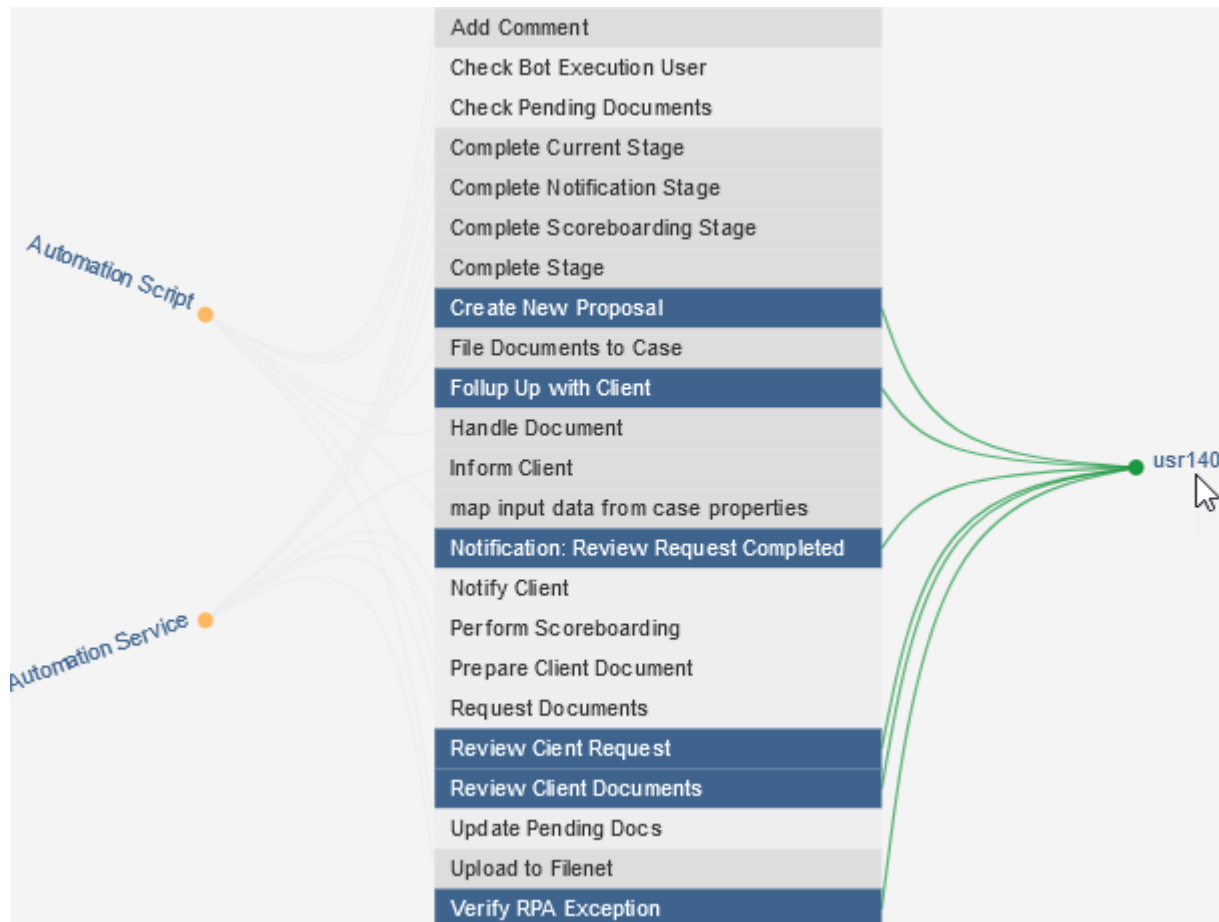 Add Comment
Check Bot Execution User
Check Pending Documents
Complete Current Stage
Complete Notification Stage
Complete Scoreboarding Stage
Complete Stage
Create New Proposal
File Documents to Case
Follup Up with Client
Handle Document
Inform Client
map input data from case properties
Notification: Review Request Completed
Notify Client
Perform Scoreboarding
Prepare Client Document
Request Documents
Review Cient Request
Review Client Documents
Update Pending Docs
Upload to Filenet
Verify RPA Exception
Automation Script
Automation Service
usr140